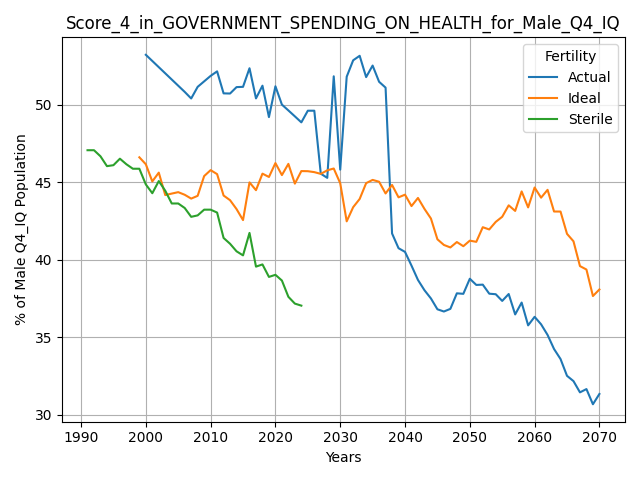 Score_4_in_GOVERNMENT_SPENDING_ON_HEALTH_for_Male_Q4_IQ
Fertility
Actual
Ideal
Sterile
% of Male Q4_IQ Population
50
45
40
35
30
1990 2000 2010 2020 2030 2040 2050 2060 2070
Years